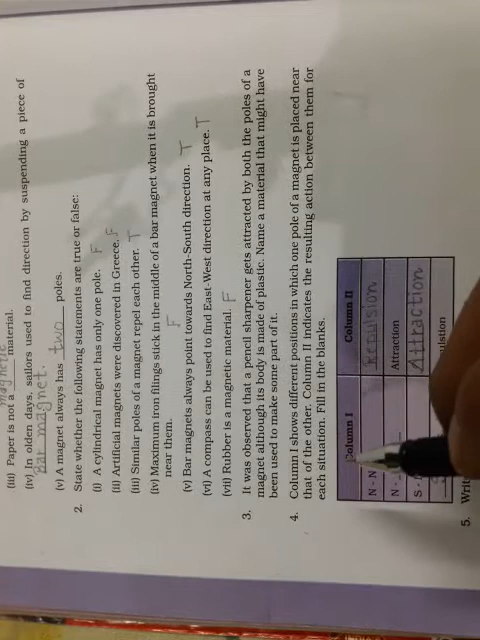 magnetic
(iii) Paper is not a ______ material.
(iv) In olden days, sailors used to find direction by suspending a piece of
Bar magnet.
(v) A magnet always has two poles.
2. State whether the following statements are true or false:
(i) A cylindrical magnet has only one pole. F
(ii) Artificial magnets were discovered in Greece. F
(iii) Similar poles of a magnet repel each other. T
(iv) Maximum iron filings stick in the middle of a bar magnet when it is brought
near them. F
(v) Bar magnets always point towards North-South direction. T
(vi) A compass can be used to find East-West direction at any place. T
(vii) Rubber is a magnetic material. F
3. It was observed that a pencil sharpener gets attracted by both the poles of a
magnet although its body is made of plastic. Name a material that might have
been used to make some part of it.
4. Column I shows different positions in which one pole of a magnet is placed near
that of the other. Column II indicates the resulting action between them for
each situation. Fill in the blanks.
Column I Column II
N - N Repulsion
N - Attraction
S - Attraction
ulsion
5. Writ